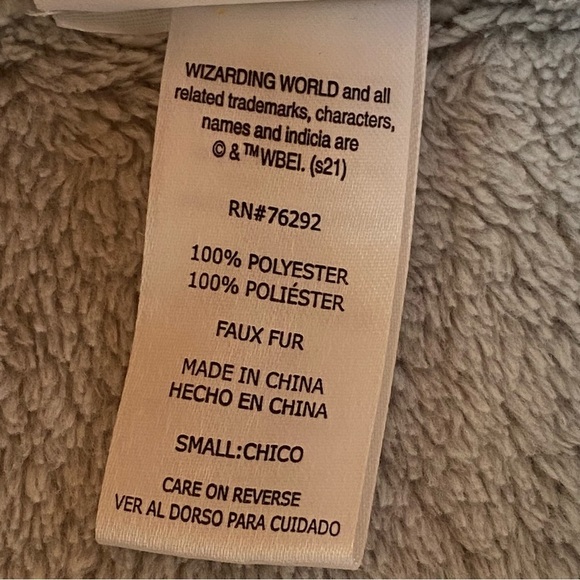 WIZARDING WORLD and all
related trademarks, characters,
names and indicia are
© & ™WBEI. (s21)
RN#76292
100% POLYESTER
100% POLIÉSTER
FAUX FUR
MADE IN CHINA
HECHO EN CHINA
SMALL:CHICO
CARE ON REVERSE
VER AL DORSO PARA CUIDADO